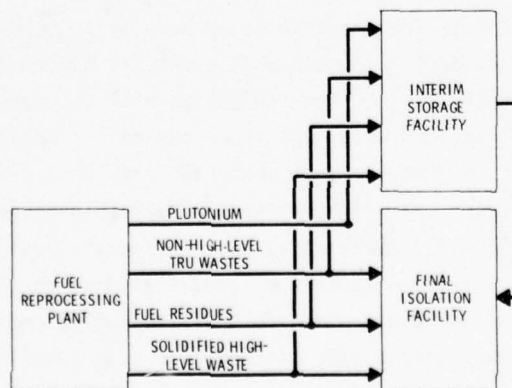 INTERIM
STORAGE
FACILITY
PLUTONIUM
NON-HIGH-LEVEL
TRU WASTES
FUEL
REPROCESSING
PLANT
FUEL RESIDUES
SOLIDIFIED HIGH-
LEVEL WASTE
FINAL
ISOLATION
FACILITY